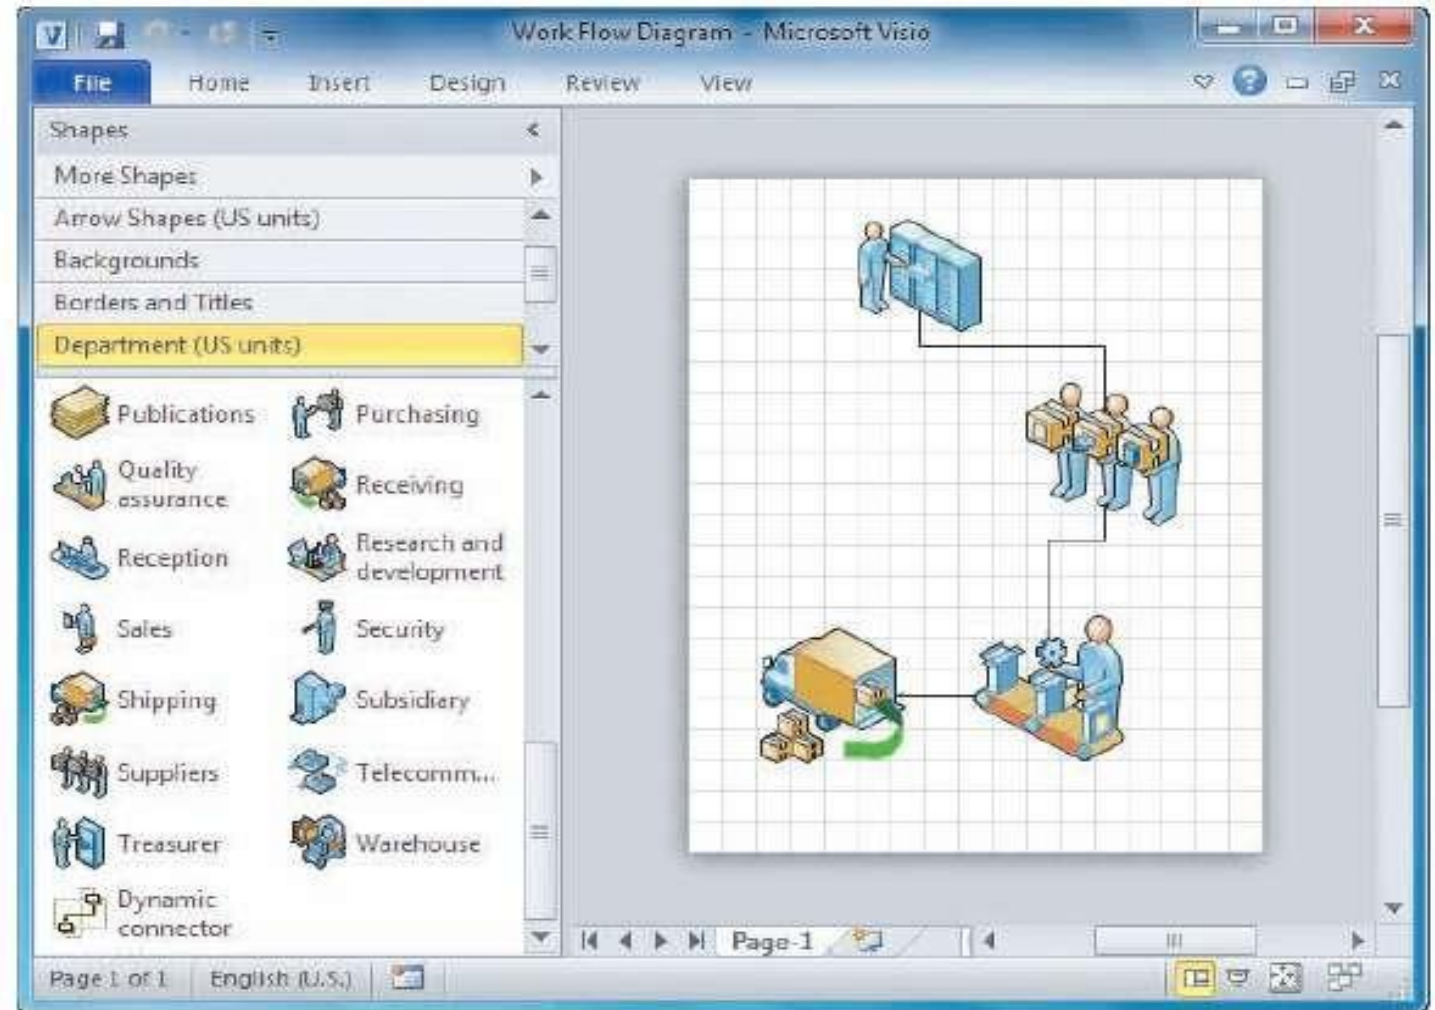 Work Flow Diagram - Microsoft Visio
File Home Insert Design Review View
Shapes
More Shapes
Arrow Shapes (US units)
Backgrounds
Borders and Titles
Department (US units)
Publications Purchasing
Quality
assurance
Receiving
Reception
Research and
development
Sales Security
Shipping Subsidiary
Suppliers Telecomm...
Treasurer Warehouse
Dynamic
connector
Page-1
Page 1 of 1 English (U.S.)